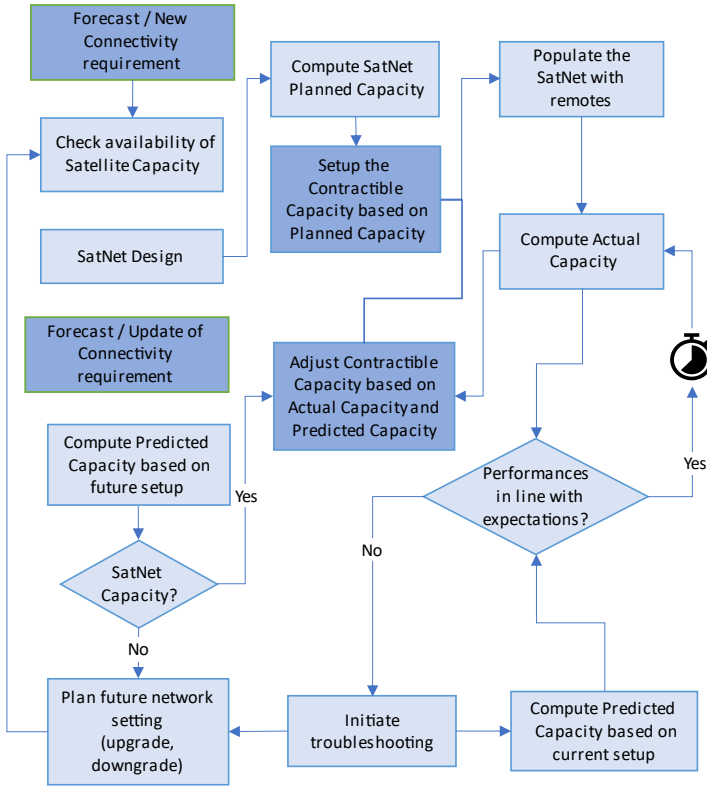 Forecast / New
Connectivity
requirement
Compute SatNet
Planned Capacity
Populate the
SatNet with
remotes
Check availability of
Satellite Capacity
Setup the
Contractible
Capacity based on
Planned Capacity
SatNet Design
Compute Actual
Capacity
Forecast / Update of
Connectivity
requirement
Adjust Contractible
Capacity based on
Actual Capacity and
Predicted Capacity
Compute Predicted
Capacity based on
future setup
Yes
Performances
in line with
expectations?
Yes
No
SatNet
Capacity?
No
Plan future network
setting
(upgrade,
downgrade)
Initiate
troubleshooting
Compute Predicted
Capacity based on
current setup